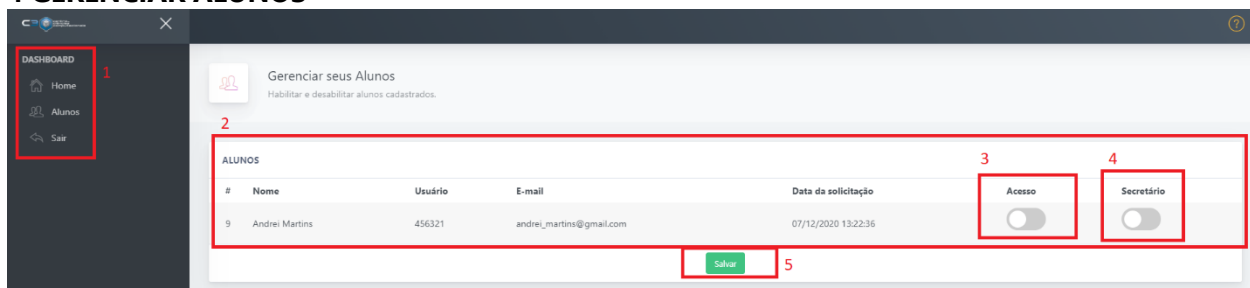 GERENCIAR ALUNOS
DASHBOARD
1
Home
Alunos
Sair
Gerenciar seus Alunos
Habilitar e desabilitar alunos cadastrados.
2
ALUNOS
3
4
# Nome Usuário E-mail Data da solicitação Acesso Secretário
9 Andrei Martins 456321 andrei_martins@gmail.com 07/12/2020 13:22:36
Salvar
5